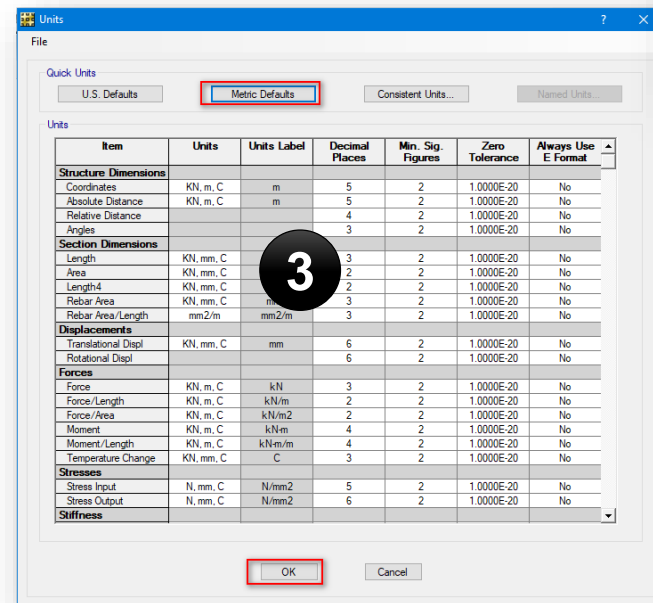 Units ? ×
File
Quick Units
U.S. Defaults Metric Defaults Consistent Units... Named Units...
Units
Item Units Units Label Decimal Places Min. Sig. Figures Zero Tolerance Always Use E Format
Structure Dimensions
Coordinates KN, m, C m 5 2 1.0000E-20 No
Absolute Distance KN, m, C m 5 2 1.0000E-20 No
Relative Distance 4 2 1.0000E-20 No
Angles 3 2 1.0000E-20 No
Section Dimensions
Length KN, mm, C 3 2 1.0000E-20 No
Area KN, mm, C 2 2 1.0000E-20 No
3
Length4 KN, mm, C 2 2 1.0000E-20 No
Rebar Area KN, mm, C 3 2 1.0000E-20 No
Rebar Area/Length mm2/m mm2/m 3 2 1.0000E-20 No
Displacements
Translational Displ KN, mm, C mm 6 2 1.0000E-20 No
Rotational Displ 6 2 1.0000E-20 No
Forces
Force KN, m, C kN 3 2 1.0000E-20 No
Force/Length KN, m, C kN/m 2 2 1.0000E-20 No
Force/Area KN, m, C kN/m2 2 2 1.0000E-20 No
Moment KN, m, C kN-m 4 2 1.0000E-20 No
Moment/Length KN, m, C kN-m/m 4 2 1.0000E-20 No
Temperature Change KN, mm, C C 3 2 1.0000E-20 No
Stresses
Stress Input N, mm, C N/mm2 5 2 1.0000E-20 No
Stress Output N, mm, C N/mm2 6 2 1.0000E-20 No
Stiffness
OK Cancel